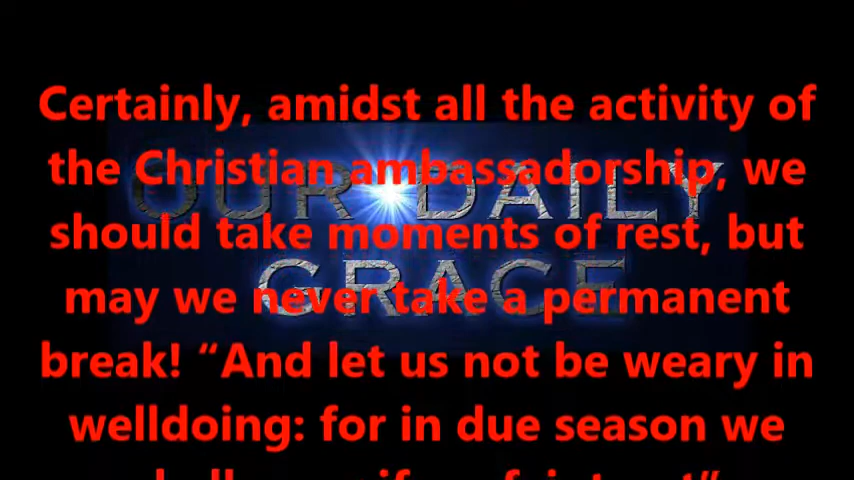 Certainly, amidst all the activity of
the Christian ambassadorship, we
should take moments of rest, but
may we never take a permanent
break! “And let us not be weary in
welldoing: for in due season we
OUR DAILY
GRACE